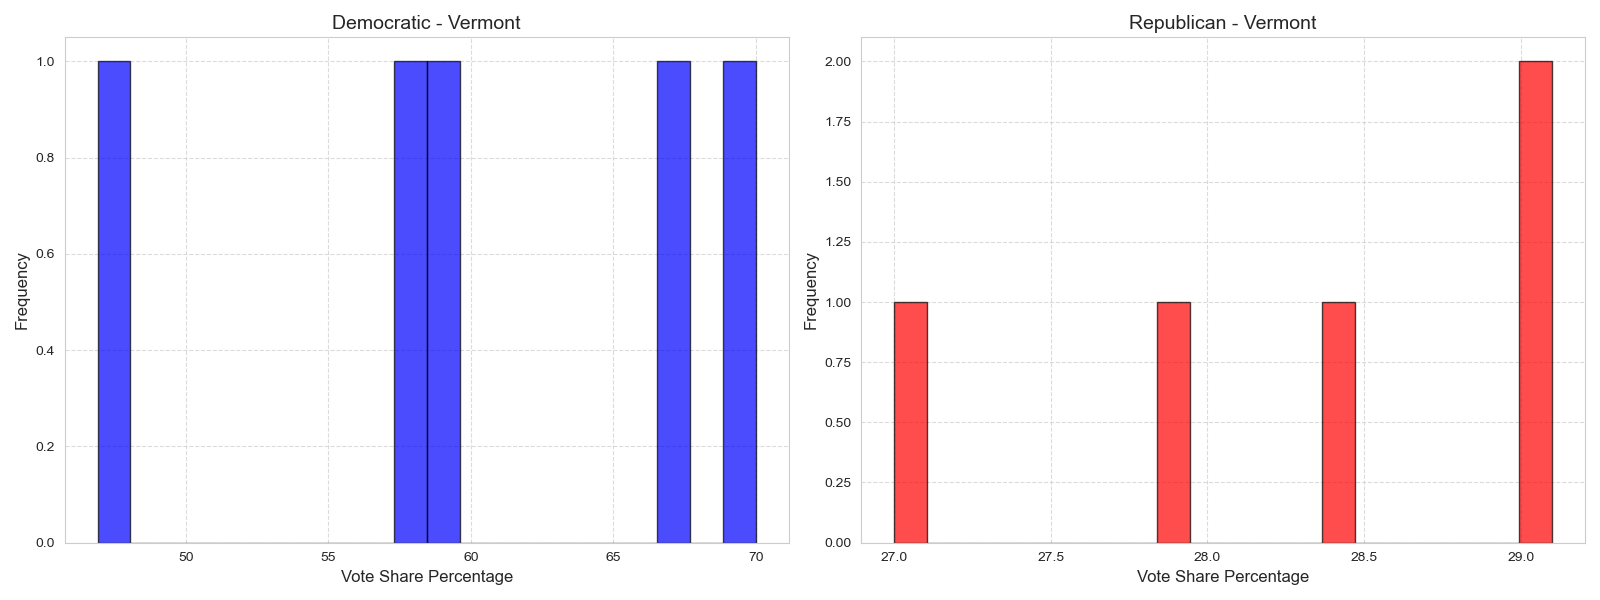 Democratic - Vermont
Frequency
1.0
0.8
0.6
0.4
0.2
0.0
50 55 60 65 70
Vote Share Percentage
Republican - Vermont
Frequency
2.00
1.75
1.50
1.25
1.00
0.75
0.50
0.25
0.00
27.0 27.5 28.0 28.5 29.0
Vote Share Percentage